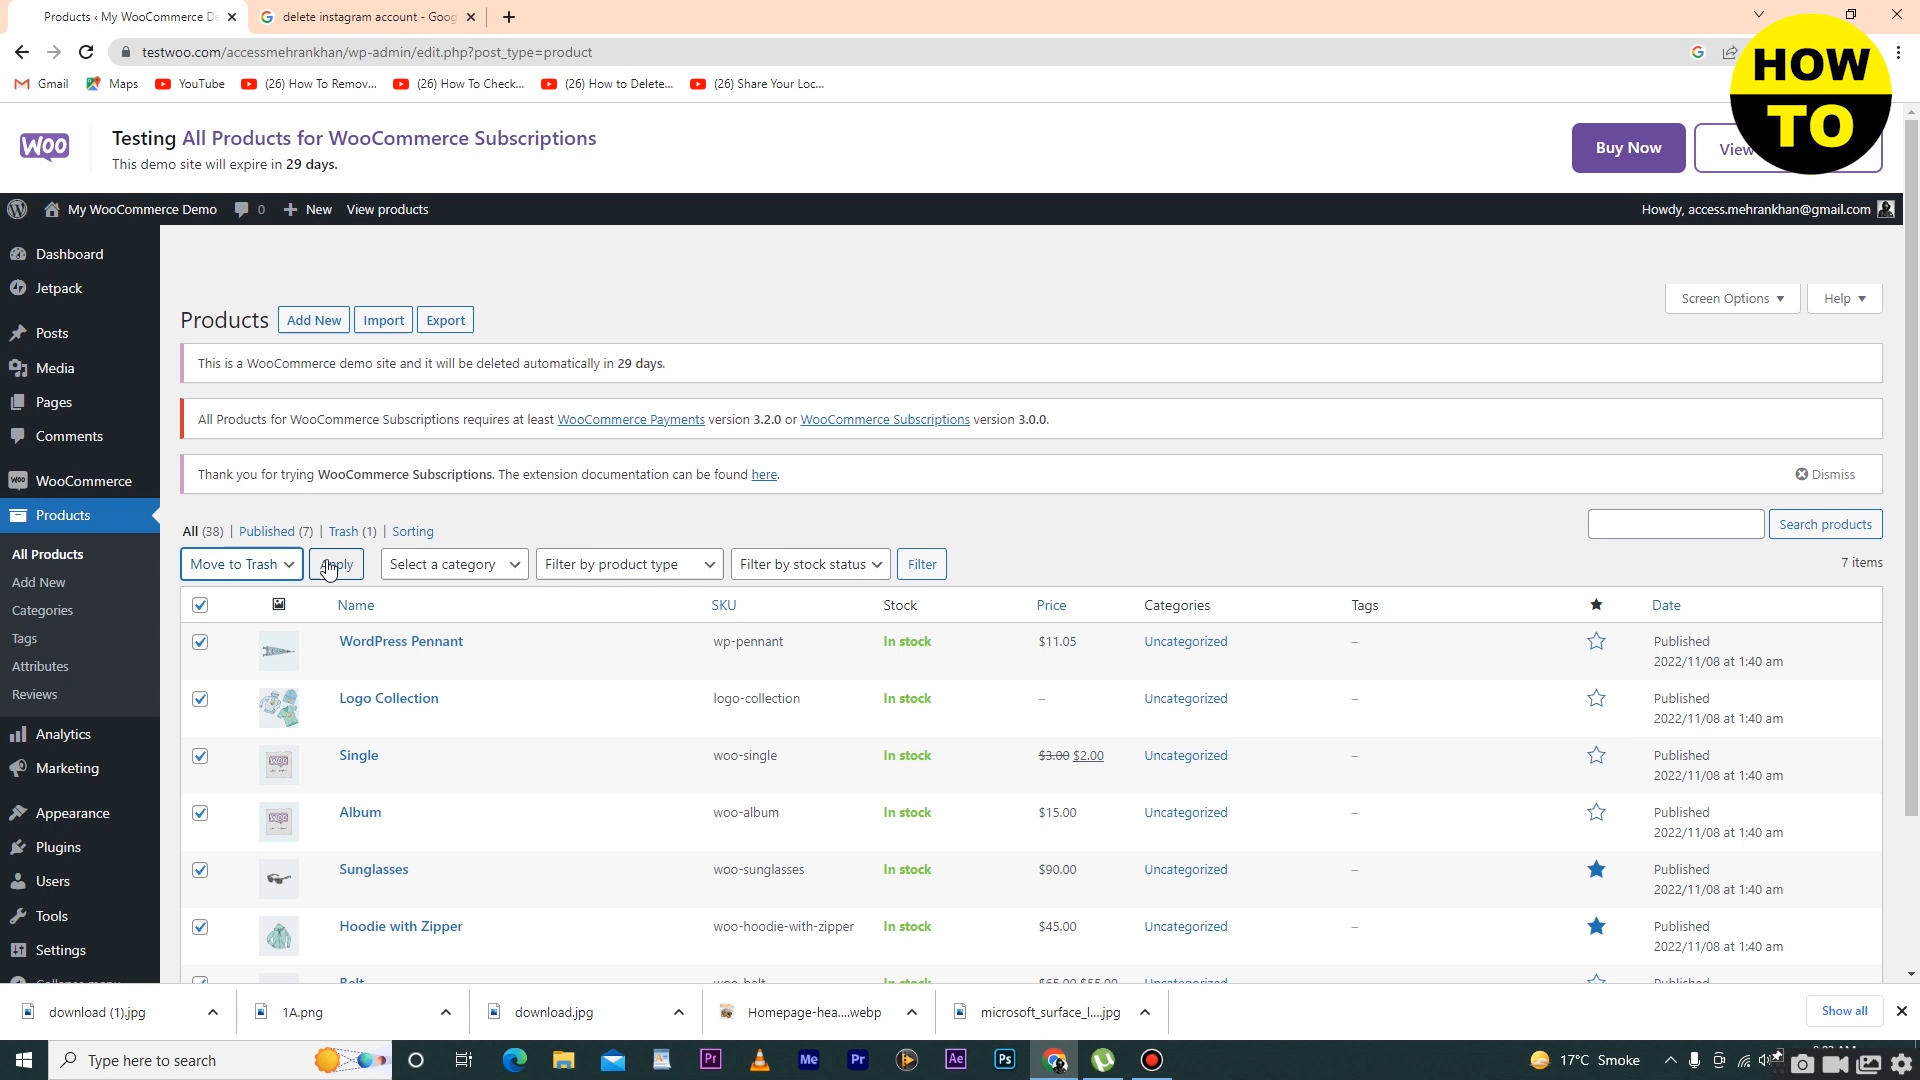 Products ‹ My WooCommerce De
delete instagram account - Goog
testwoo.com/accessmehrankhan/wp-admin/edit.php?post_type=product
Gmail
Maps
YouTube
(26) How To Remov...
(26) How To Check...
(26) How to Delete...
(26) Share Your Loc...
HOW
TO
WOO
Testing All Products for WooCommerce Subscriptions
This demo site will expire in 29 days.
Buy Now
View
My WooCommerce Demo
0
New
View products
Howdy, access.mehrankhan@gmail.com
Dashboard
Jetpack
Posts
Media
Pages
Comments
WooCommerce
Products
All Products
Add New
Categories
Tags
Attributes
Reviews
Analytics
Marketing
Appearance
Plugins
Users
Tools
Settings
Collapse menu
Screen Options
Help
Products
Add New
Import
Export
This is a WooCommerce demo site and it will be deleted automatically in 29 days.
All Products for WooCommerce Subscriptions requires at least WooCommerce Payments version 3.2.0 or WooCommerce Subscriptions version 3.0.0.
Thank you for trying WooCommerce Subscriptions. The extension documentation can be found here.
Dismiss
All (38) | Published (7) | Trash (1) | Sorting
Search products
Move to Trash
Apply
Select a category
Filter by product type
Filter by stock status
Filter
7 items
Name SKU Stock Price Categories Tags Date
WordPress Pennant wp-pennant In stock $11.05 Uncategorized – Published
2022/11/08 at 1:40 am
Logo Collection logo-collection In stock – Uncategorized – Published
2022/11/08 at 1:40 am
Single woo-single In stock $3.00 $2.00 Uncategorized – Published
2022/11/08 at 1:40 am
Album woo-album In stock $15.00 Uncategorized – Published
2022/11/08 at 1:40 am
Sunglasses woo-sunglasses In stock $90.00 Uncategorized – Published
2022/11/08 at 1:40 am
Hoodie with Zipper woo-hoodie-with-zipper In stock $45.00 Uncategorized – Published
2022/11/08 at 1:40 am
Belt woo-belt In stock $65.00 $55.00 Uncategorized Published
download (1).jpg
1A.png
download.jpg
Homepage-hea....webp
microsoft_surface_l....jpg
Show all
Type here to search
17°C Smoke